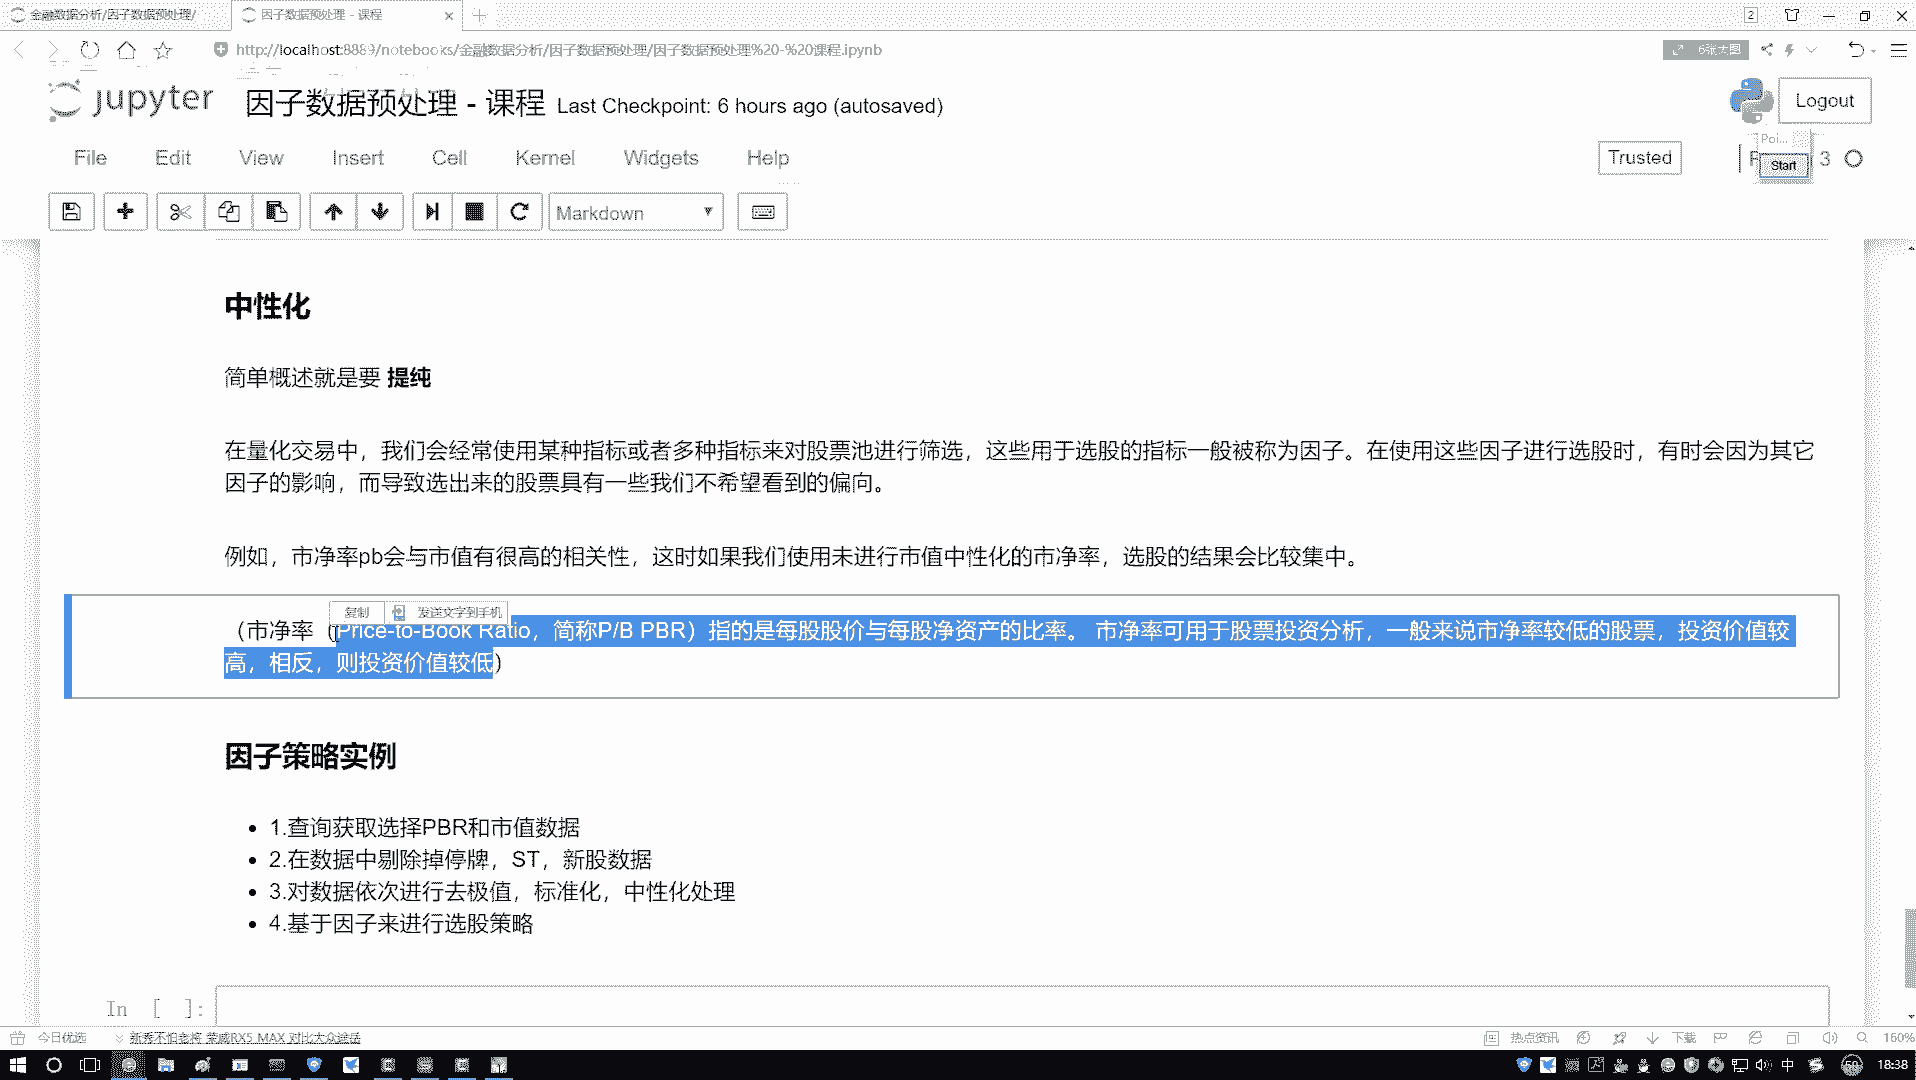 金融数据分析/因子数据预处理/
因子数据预处理 - 课程
2
http://localhost:8889/notebooks/金融数据分析/因子数据预处理/因子数据预处理%20-%20课程.ipynb
6张大图
jupyter
因子数据预处理 - 课程 Last Checkpoint: 6 hours ago (autosaved)
Logout
File Edit View Insert Cell Kernel Widgets Help
Trusted
Poi...
Start
3
Markdown
中性化
简单概述就是要 提纯
在量化交易中，我们会经常使用某种指标或者多种指标来对股票池进行筛选，这些用于选股的指标一般被称为因子。在使用这些因子进行选股时，有时会因为其它
因子的影响，而导致选出来的股票具有一些我们不希望看到的偏向。
例如，市净率pb会与市值有很高的相关性，这时如果我们使用未进行市值中性化的市净率，选股的结果会比较集中。
复制 发送文字到手机
（市净率（Price-to-Book Ratio，简称P/B PBR）指的是每股股价与每股净资产的比率。 市净率可用于股票投资分析，一般来说市净率较低的股票，投资价值较
高，相反，则投资价值较低）
因子策略实例
• 1.查询获取选择PBR和市值数据
• 2.在数据中剔除掉停牌，ST，新股数据
• 3.对数据依次进行去极值，标准化，中性化处理
• 4.基于因子来进行选股策略
In [ ]:
今日优选
新秀不怕老将 荣威RX5 MAX 对比大众途岳
热点资讯
下载
160%
中
18:38